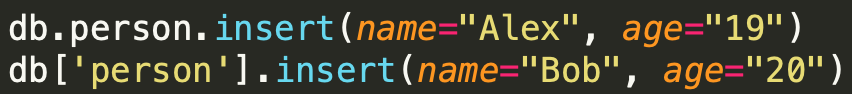 db.person.insert(name="Alex", age="19")
db['person'].insert(name="Bob", age="20")